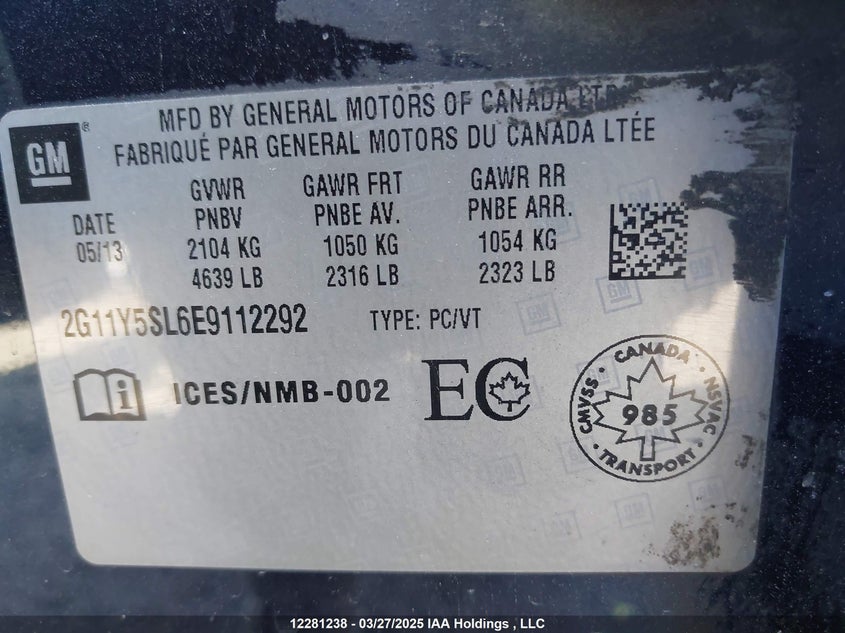 MFD BY GENERAL MOTORS OF CANADA LTD
FABRIQUÉ PAR GENERAL MOTORS DU CANADA LTÉE
GM ®
DATE
05/13
GVWR
PNBV
2104 KG
4639 LB
GAWR FRT
PNBE AV.
1050 KG
2316 LB
GAWR RR
PNBE ARR.
1054 KG
2323 LB
2G11Y5SL6E9112292
TYPE: PC/VT
i ICES/NMB-002
EC
CANADA
CMVSS · NSVAC
985
· TRANSPORT ·
12281238 - 03/27/2025 IAA Holdings , LLC